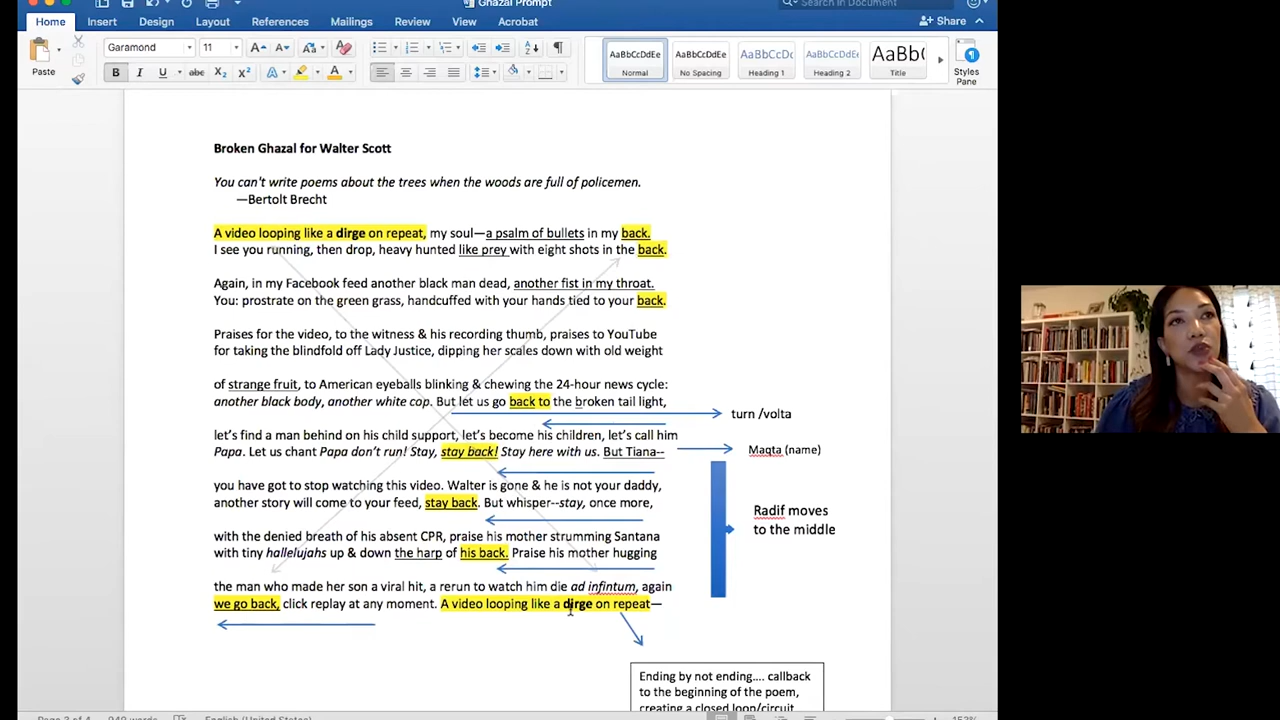 Ghazal Prompt
Search in Document
Home Insert Design Layout References Mailings Review View Acrobat
Share
Paste
Garamond 11
AaBbCcDdEe AaBbCcDdEe AaBbCcDc AaBbCcDdEe AaBb(
Normal No Spacing Heading 1 Heading 2 Title
Styles
Pane
Broken Ghazal for Walter Scott
You can't write poems about the trees when the woods are full of policemen.
—Bertolt Brecht
A video looping like a dirge on repeat, my soul—a psalm of bullets in my back.
I see you running, then drop, heavy hunted like prey with eight shots in the back.
Again, in my Facebook feed another black man dead, another fist in my throat.
You: prostrate on the green grass, handcuffed with your hands tied to your back.
Praises for the video, to the witness & his recording thumb, praises to YouTube
for taking the blindfold off Lady Justice, dipping her scales down with old weight
of strange fruit, to American eyeballs blinking & chewing the 24-hour news cycle:
another black body, another white cop. But let us go back to the broken tail light,
turn /volta
let's find a man behind on his child support, let's become his children, let's call him
Papa. Let us chant Papa don't run! Stay, stay back! Stay here with us. But Tiana--
Maqta (name)
you have got to stop watching this video. Walter is gone & he is not your daddy,
another story will come to your feed, stay back. But whisper--stay, once more,
Radif moves
to the middle
with the denied breath of his absent CPR, praise his mother strumming Santana
with tiny hallelujahs up & down the harp of his back. Praise his mother hugging
the man who made her son a viral hit, a rerun to watch him die ad infintum, again
we go back, click replay at any moment. A video looping like a dirge on repeat—
Ending by not ending.... callback
to the beginning of the poem,
creating a closed loop/circuit
English (United States)